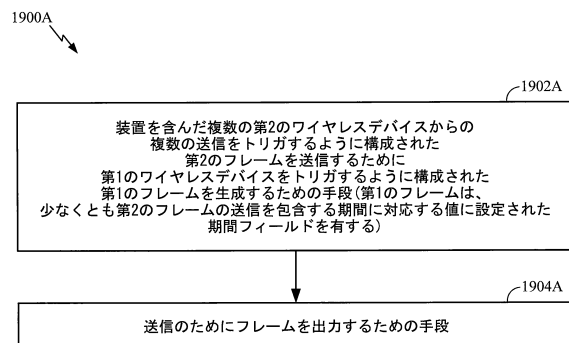 1900A
1902A
装置を含んだ複数の第2のワイヤレスデバイスからの
複数の送信をトリガするように構成された
第2のフレームを送信するために
第1のワイヤレスデバイスをトリガするように構成された
第1のフレームを生成するための手段(第1のフレームは、
少なくとも第2のフレームの送信を包含する期間に対応する値に設定された
期間フィールドを有する)
1904A
送信のためにフレームを出力するための手段